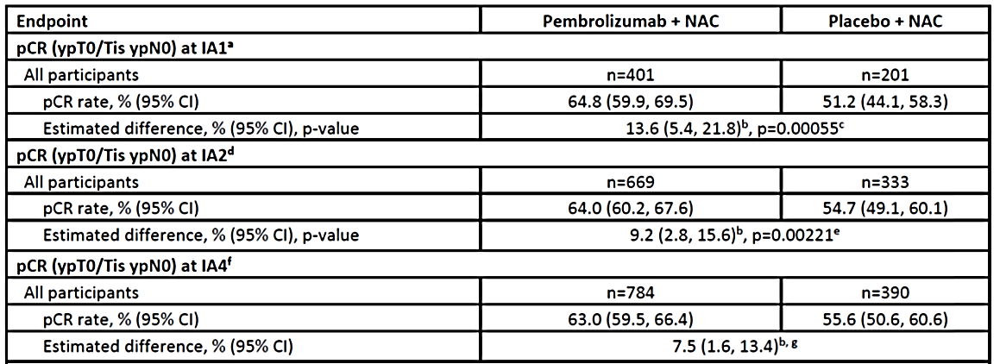 Endpoint Pembrolizumab + NAC Placebo + NAC
pCR (ypT0/Tis ypN0) at IA1ᵃ
All participants n=401 n=201
pCR rate, % (95% CI) 64.8 (59.9, 69.5) 51.2 (44.1, 58.3)
Estimated difference, % (95% CI), p-value 13.6 (5.4, 21.8)ᵇ, p=0.00055ᶜ
pCR (ypT0/Tis ypN0) at IA2ᵈ
All participants n=669 n=333
pCR rate, % (95% CI) 64.0 (60.2, 67.6) 54.7 (49.1, 60.1)
Estimated difference, % (95% CI), p-value 9.2 (2.8, 15.6)ᵇ, p=0.00221ᵉ
pCR (ypT0/Tis ypN0) at IA4ᶠ
All participants n=784 n=390
pCR rate, % (95% CI) 63.0 (59.5, 66.4) 55.6 (50.6, 60.6)
Estimated difference, % (95% CI) 7.5 (1.6, 13.4)ᵇ, ᵍ